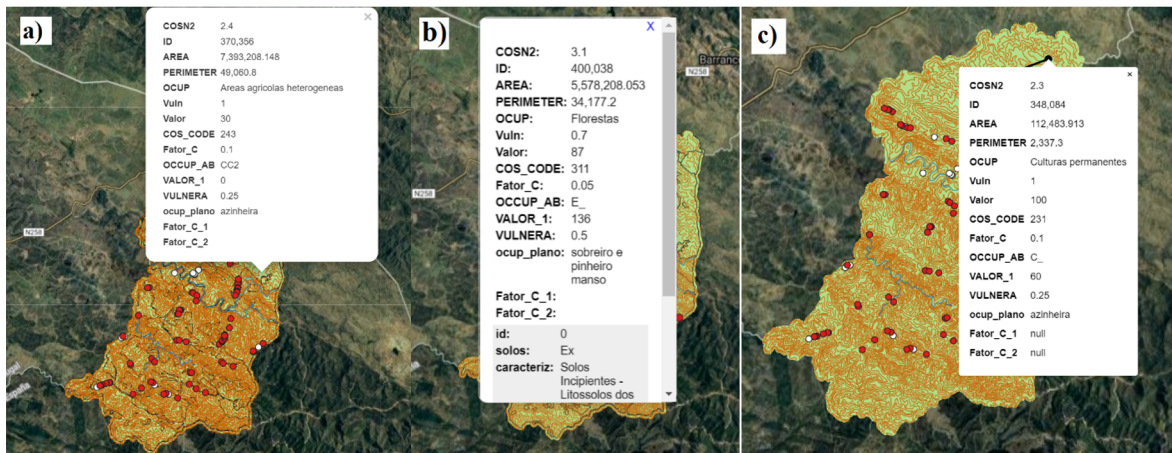 a)
COSN2 2.4
ID 370,356
AREA 7,393,208.148
PERIMETER 49,060.8
OCUP Areas agricolas heterogeneas
Vuln 1
Valor 30
COS_CODE 243
Fator_C 0.1
OCCUP_AB CC2
VALOR_1 0
VULNERA 0.25
ocup_plano azinheira
Fator_C_1
Fator_C_2
N258
b)
X
COSN2: 3.1
ID: 400,038
AREA: 5,578,208.053
PERIMETER: 34,177.2
OCUP: Florestas
Vuln: 0.7
Valor: 87
COS_CODE: 311
Fator_C: 0.05
OCCUP_AB: E_
VALOR_1: 136
VULNERA: 0.5
ocup_plano: sobreiro e
pinheiro
manso
Fator_C_1:
Fator_C_2:
id: 0
solos: Ex
caracteriz: Solos
Incipientes -
Litossolos dos
Barranc
N258
N258
c)
COSN2 2.3
ID 348,084
AREA 112,483.913
PERIMETER 2,337.3
OCUP Culturas permanentes
Vuln 1
Valor 100
COS_CODE 231
Fator_C 0.1
OCCUP_AB C_
VALOR_1 60
VULNERA 0.25
ocup_plano azinheira
Fator_C_1 null
Fator_C_2 null